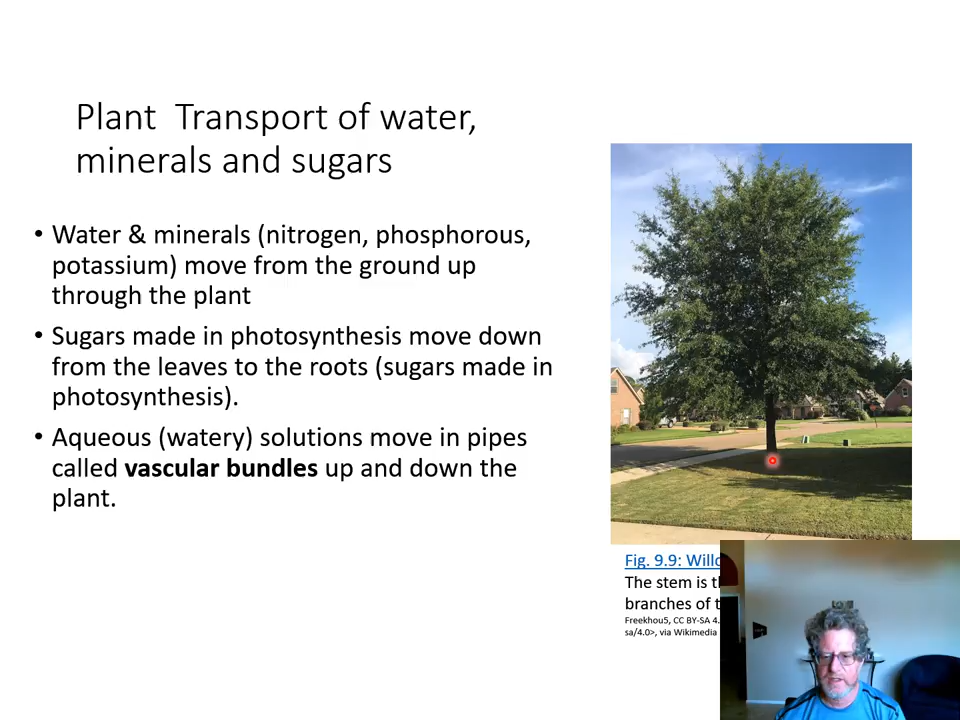 Plant  Transport of water,
minerals and sugars
• Water & minerals (nitrogen, phosphorous,
potassium) move from the ground up
through the plant
• Sugars made in photosynthesis move down
from the leaves to the roots (sugars made in
photosynthesis).
• Aqueous (watery) solutions move in pipes
called vascular bundles up and down the
plant.
Fig. 9.9:
The stem is
branches of
Freekhou5, CC BY-SA 4.
sa/4.0>, via Wikimedia